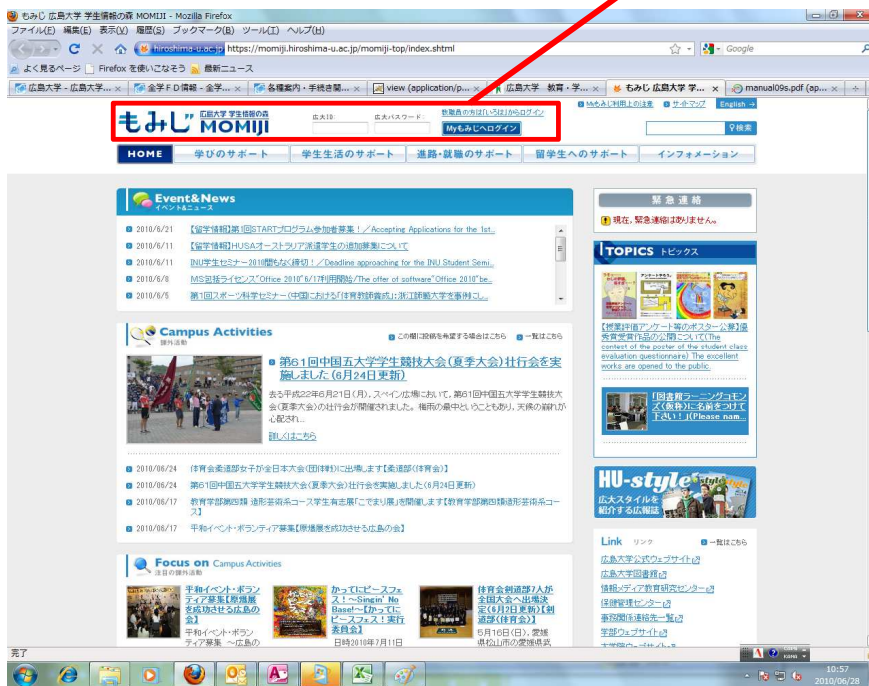 もみじ 広島大学 学生情報の森 MOMIJI - Mozilla Firefox
ファイル(F) 編集(E) 表示(V) 履歴(S) ブックマーク(B) ツール(T) ヘルプ(H)
hiroshima-u.ac.jp https://momiji.hiroshima-u.ac.jp/momiji-top/index.shtml
Google
よく見るページ Firefox を使いこなそう 最新ニュース
広島大学 - 広島大学... 全学ＦＤ情報 - 全学... 各種案内・手続き関... view (application/p... 広島大学 教育・学... もみじ 広島大学 学... manual09s.pdf (ap...
もみじ 広島大学 学生情報の森 MOMIJI
広大ID: 広大パスワード: 教職員の方は「いろは」からログイン
Myもみじへログイン
Myもみじ利用上の注意 サイトマップ English
検索
HOME 学びのサポート 学生生活のサポート 進路・就職のサポート 留学生へのサポート インフォメーション
Event&News
イベント&ニュース
2010/6/21 【留学情報】第1回STARTプログラム参加者募集！／Accepting Applications for the 1st...
2010/6/11 【留学情報】HUSAオーストラリア派遣学生の追加募集について
2010/6/11 INU学生セミナー2010間もなく締切！／Deadline approaching for the INU Student Semi...
2010/6/8 MS包括ライセンス"Office 2010"6/17利用開始/The offer of software"Office 2010"be...
2010/6/5 第1回スポーツ科学セミナー(中国における「体育教師養成」：浙江師範大学を事例にし...
緊急連絡
現在，緊急連絡はありません。
TOPICS トピックス
【授業評価アンケート等のポスター公募】優秀賞受賞作品の公開について(The contest of the poster of the student class evaluation questionnaire) The excellent works are opened to the public.
「図書館ラーニングコモンズ(仮称)に名前をつけて下さい！」(Please nam...
Campus Activities
課外活動
この欄に投稿を希望する場合はこちら 一覧はこちら
第61回中国五大学学生競技大会(夏季大会)壮行会を実施しました(6月24日更新)
去る平成22年6月21日(月)，スペイン広場において，第61回中国五大学学生競技大会(夏季大会)の壮行会が開催されました。梅雨の最中ということもあり，天候の崩れが心配され...
詳しくはこちら
2010/06/24 体育会柔道部女子が全日本大会(団体戦)に出場します【柔道部(体育会)】
2010/06/24 第61回中国五大学学生競技大会(夏季大会)壮行会を実施しました(6月24日更新)
2010/06/17 教育学部第四類 造形芸術系コース学生有志展「こでまり展」を開催します【教育学部第四類造形芸術系コース】
2010/06/17 平和イベント・ボランティア募集【原爆展を成功させる広島の会】
HU-style
広大スタイルを紹介する広報誌
Link リンク 一覧はこちら
広島大学公式ウェブサイト
広島大学図書館
情報メディア教育研究センター
保健管理センター
事務関係連絡先一覧
学部ウェブサイト
Focus on Campus Activities
注目の課外活動
平和イベント・ボランティア募集【原爆展を成功させる広島の会】
平和イベント・ボランティア募集 ～広島の
かってにピースフェス！～Singin' No Base!～【かってにピースフェス！実行委員会】
日時2010年7月11日
体育会剣道部7人が全国大会へ出場決定(6月2日更新)【剣道部(体育会)】
5月16日(日)、愛媛県松山市の愛媛県武
完了
10:57
2010/06/28